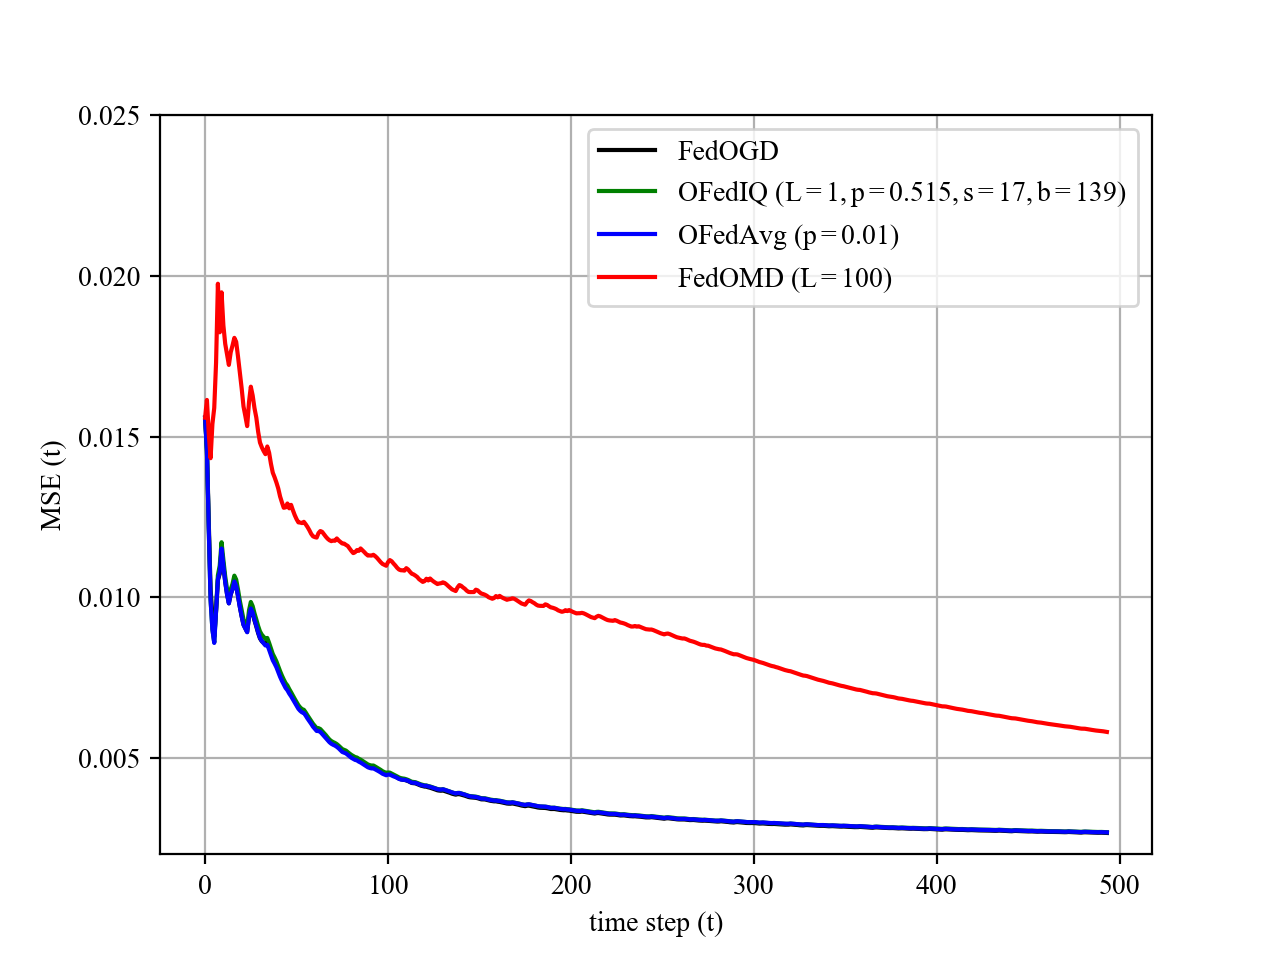 0.025
0.020
0.015
0.010
0.005
MSE (t)
FedOGD
OFedIQ (L = 1, p = 0.515, s = 17, b = 139)
OFedAvg (p = 0.01)
FedOMD (L = 100)
0 100 200 300 400 500
time step (t)